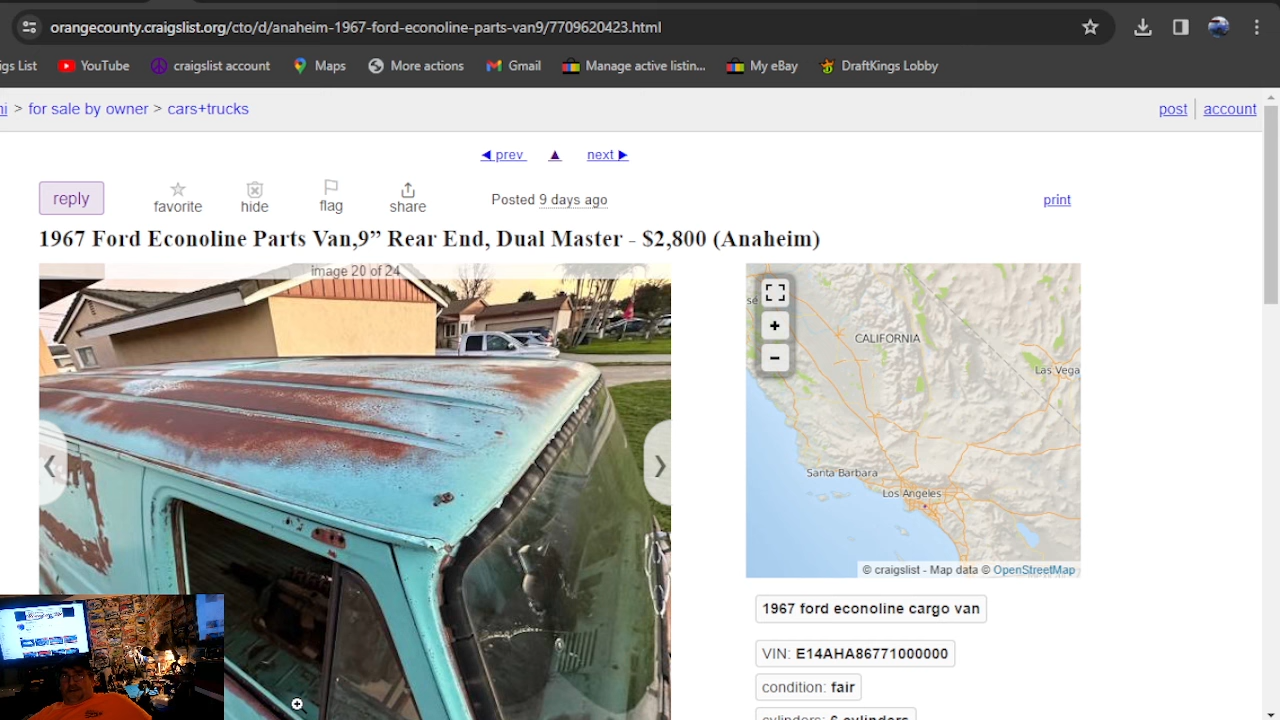 orangecounty.craigslist.org/cto/d/anaheim-1967-ford-econoline-parts-van9/7709620423.html
igs List YouTube craigslist account Maps More actions Gmail Manage active listin... My eBay DraftKings Lobby
> for sale by owner > cars+trucks post account
◀ prev ▲ next ▶
reply favorite hide flag share Posted 9 days ago print
1967 Ford Econoline Parts Van,9” Rear End, Dual Master - $2,800 (Anaheim)
image 20 of 24
+
CALIFORNIA
−
Las Vega
Santa Barbara
Los Angeles
© craigslist - Map data © OpenStreetMap
1967 ford econoline cargo van
VIN: E14AHA86771000000
condition: fair
cylinders: 6 cylinders